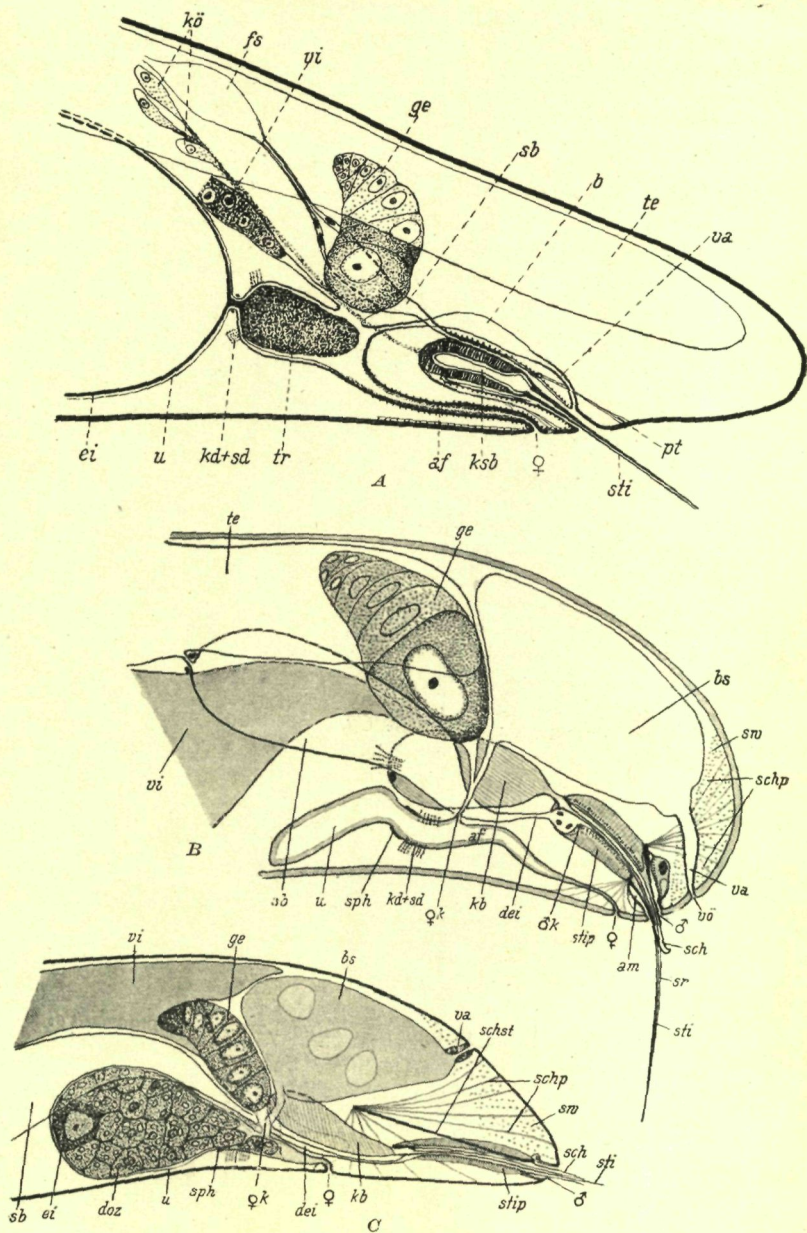 kö fs vi ge sb b te va
ei u kd+sd tr af ksb ♀ sti pt
A
te ge bs sw schp
vi
B
sb u sph kd+sd ♀k af kb dei ♂k stip ♀ am ♂ vö va
sch
sr
sti
vi ge bs va schst schp sw sch sti
sb ei doz u sph ♀k dei ♀ kb stip ♂
C